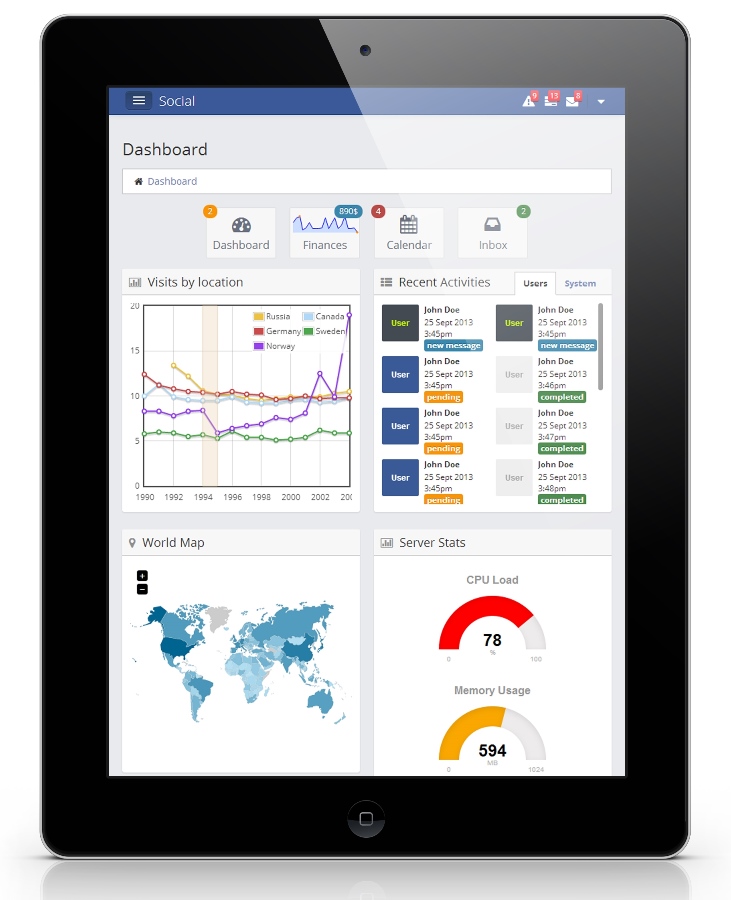 Social
9
13
8
Dashboard
Dashboard
2
890$
4
2
Dashboard
Finances
Calendar
Inbox
Visits by location
20
15
10
5
0
1990 1992 1994 1996 1998 2000 2002 200
Russia Canada
Germany Sweden
Norway
Recent Activities
Users
System
User
John Doe
25 Sept 2013
3:45pm
new message
User
John Doe
25 Sept 2013
3:45pm
new message
User
John Doe
25 Sept 2013
3:45pm
pending
User
John Doe
25 Sept 2013
3:46pm
completed
User
John Doe
25 Sept 2013
3:45pm
pending
User
John Doe
25 Sept 2013
3:47pm
completed
User
John Doe
25 Sept 2013
3:45pm
pending
User
John Doe
25 Sept 2013
3:48pm
completed
World Map
+
−
Server Stats
CPU Load
78
%
0
100
Memory Usage
594
MB
0
1024